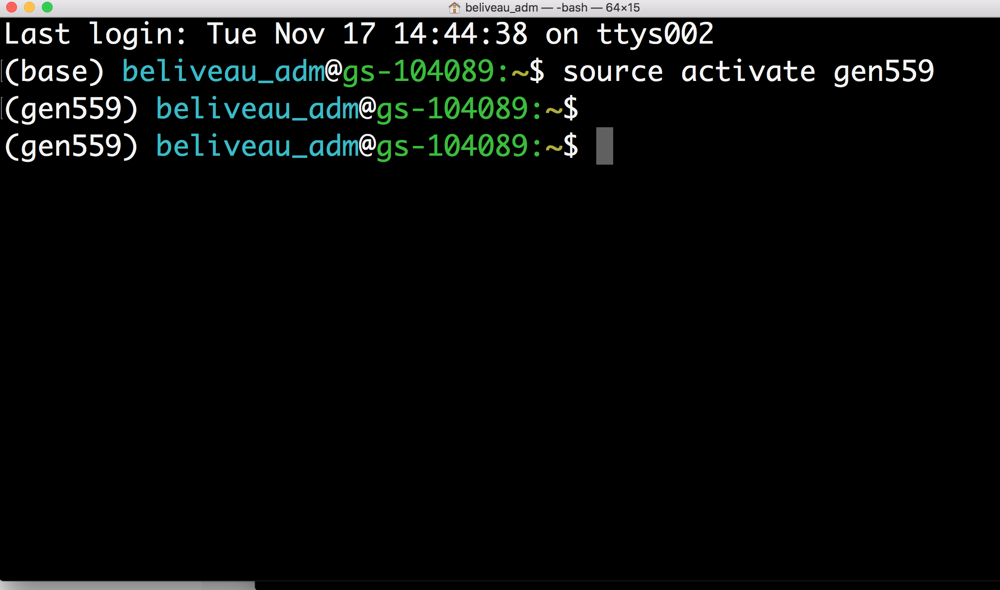 beliveau_adm — -bash — 64×15
Last login: Tue Nov 17 14:44:38 on ttys002
(base) beliveau_adm@gs-104089:~$ source activate gen559
(gen559) beliveau_adm@gs-104089:~$
(gen559) beliveau_adm@gs-104089:~$